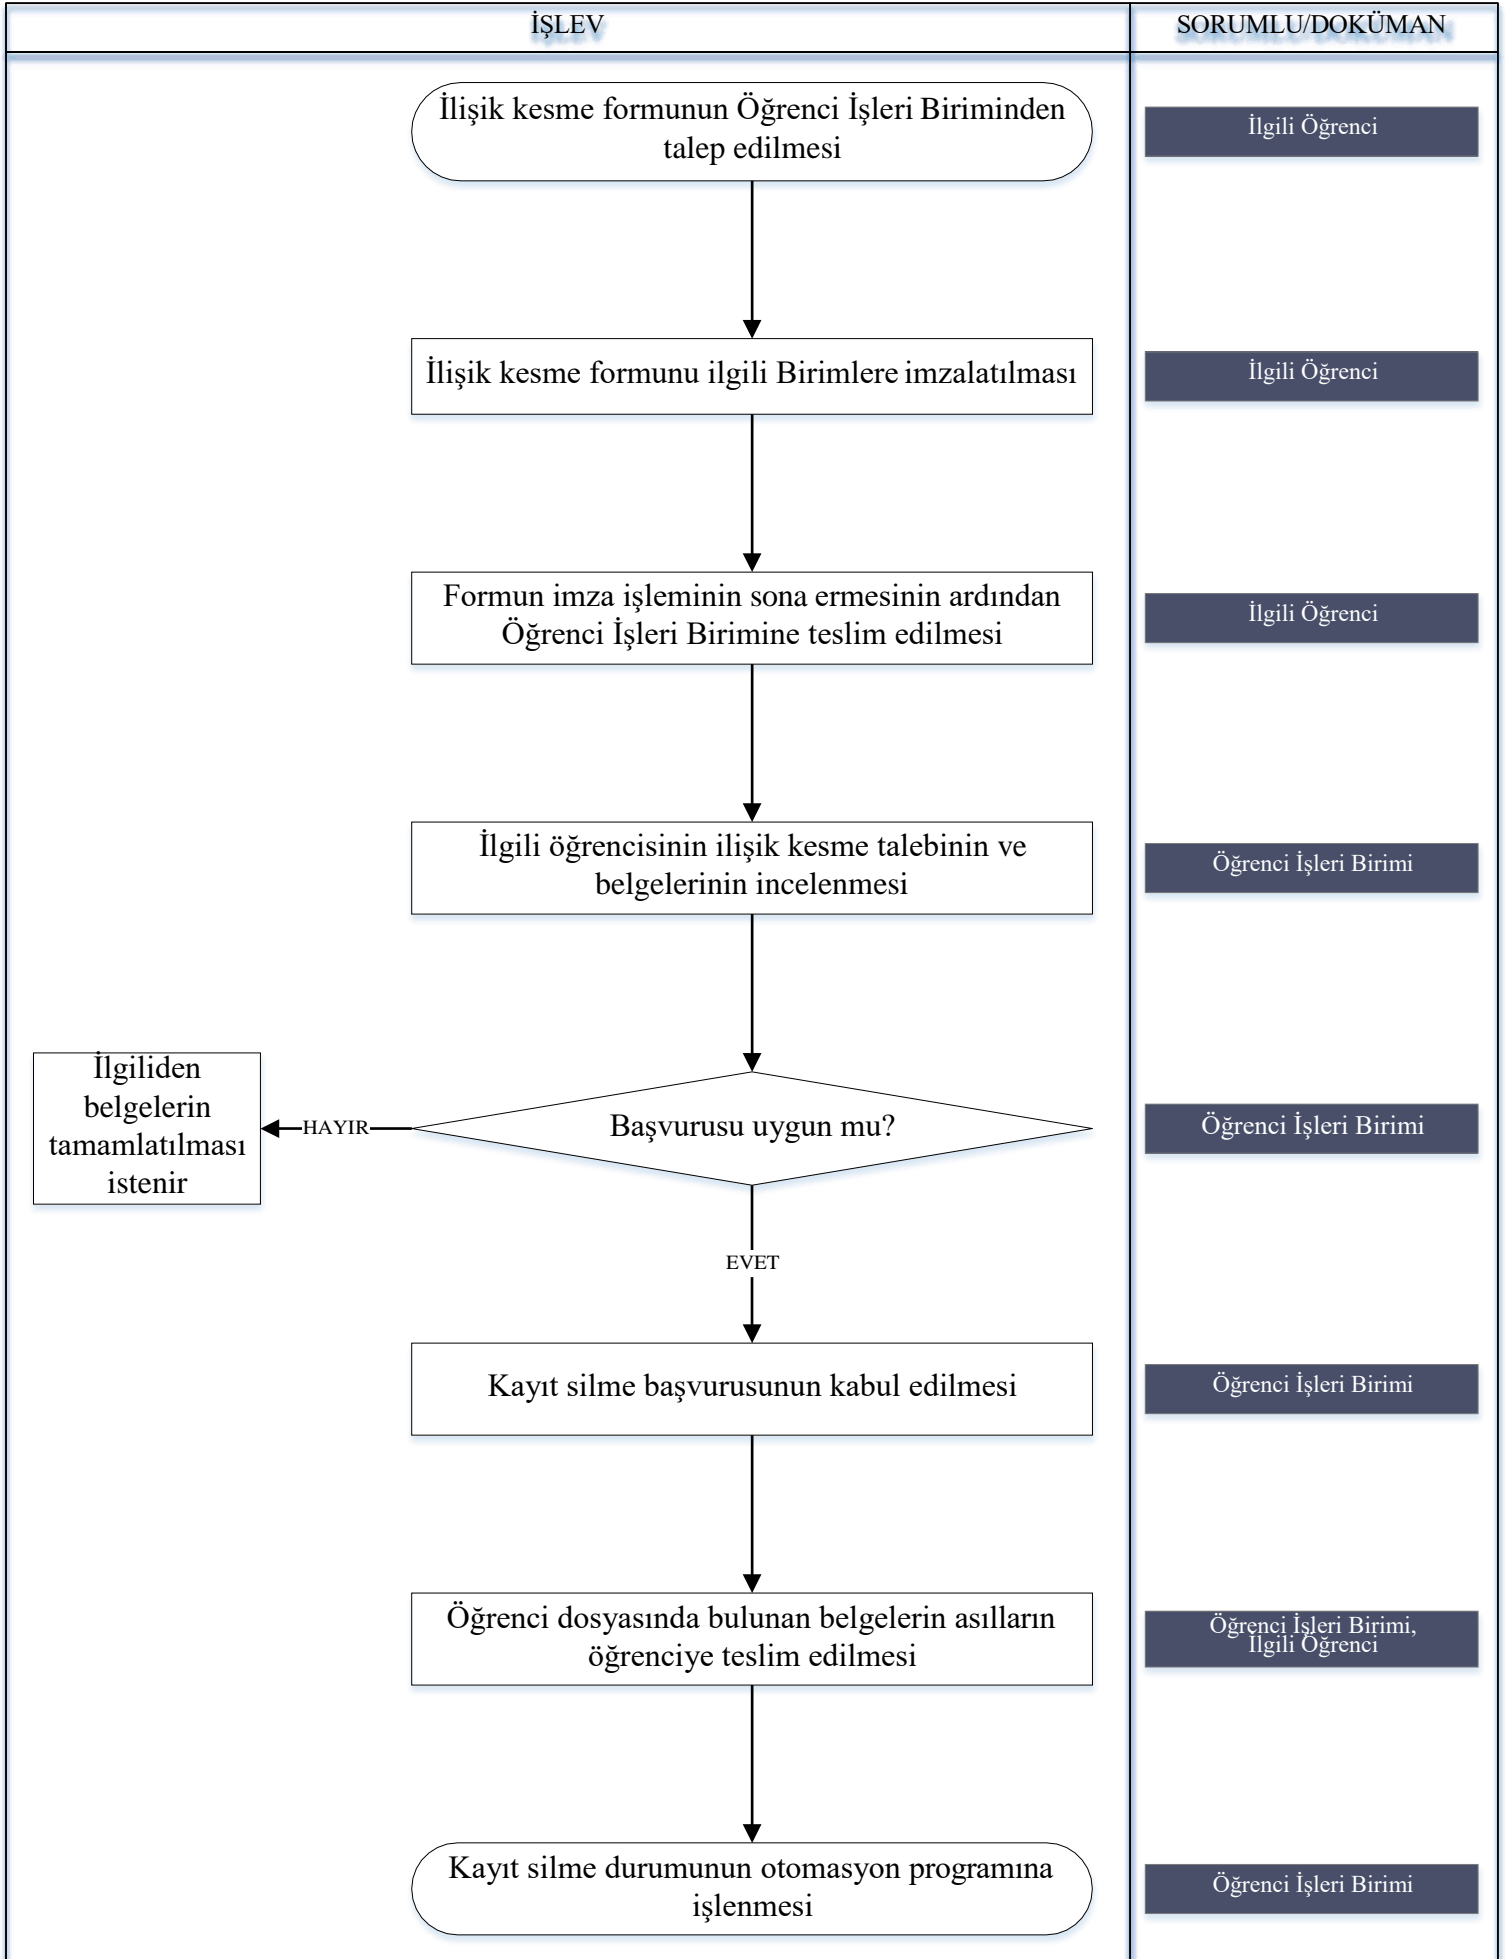 İŞLEV
SORUMLU/DOKÜMAN
İlişik kesme formunun Öğrenci İşleri Biriminden
talep edilmesi
İlgili Öğrenci
İlişik kesme formunu ilgili Birimlere imzalatılması
İlgili Öğrenci
Formun imza işleminin sona ermesinin ardından
Öğrenci İşleri Birimine teslim edilmesi
İlgili Öğrenci
İlgili öğrencisinin ilişik kesme talebinin ve
belgelerinin incelenmesi
Öğrenci İşleri Birimi
İlgiliden
belgelerin
tamamlatılması
istenir
HAYIR
Başvurusu uygun mu?
Öğrenci İşleri Birimi
EVET
Kayıt silme başvurusunun kabul edilmesi
Öğrenci İşleri Birimi
Öğrenci dosyasında bulunan belgelerin asılların
öğrenciye teslim edilmesi
Öğrenci İşleri Birimi,
İlgili Öğrenci
Kayıt silme durumunun otomasyon programına
işlenmesi
Öğrenci İşleri Birimi